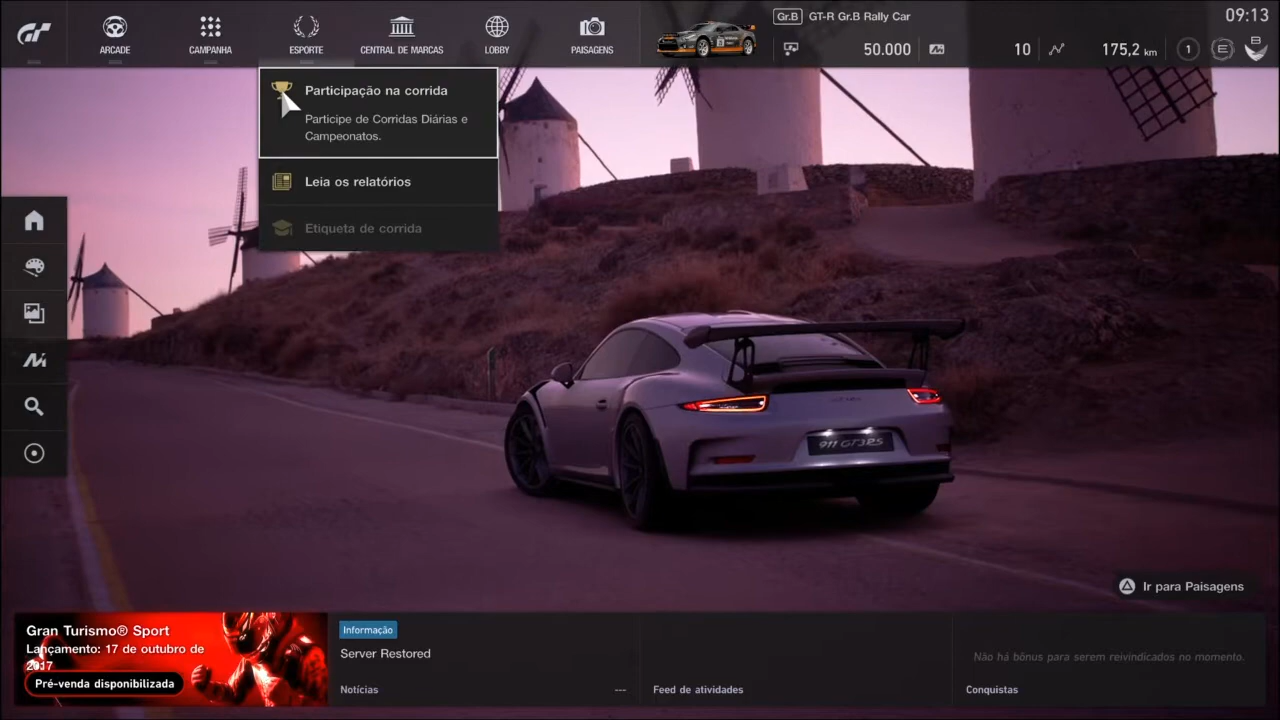 ARCADE
CAMPANHA
ESPORTE
CENTRAL DE MARCAS
LOBBY
PAISAGENS
Gr.B GT-R Gr.B Rally Car
50.000
10
175,2 km
1
E
B
09:13
Participação na corrida
Participe de Corridas Diárias e
Campeonatos.
Leia os relatórios
Etiqueta de corrida
911 GT3 RS
Ir para Paisagens
Gran Turismo® Sport
Lançamento: 17 de outubro de
2017
Pré-venda disponibilizada
Informação
Server Restored
Notícias ---
Feed de atividades
Não há bônus para serem reivindicados no momento.
Conquistas